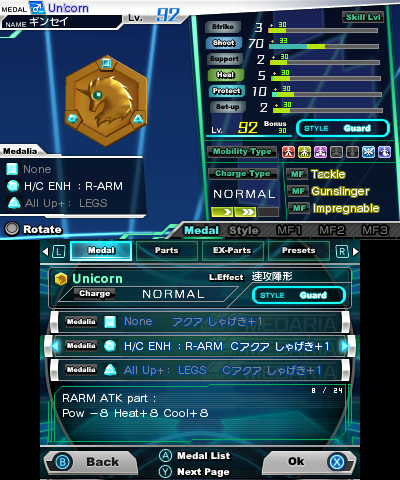 MEDAL Unicorn
NAME ギンセイ
Lv. 92
Skill Lvl
Strike 3 + 30
Shoot 70 + 33
Support 2 + 30
Heal 5 + 30
Protect 10 + 30
Set-up 2 + 30
Lv. 92 Bonus 30 STYLE Guard
Mobility Type
Charge Type
NORMAL
MF Tackle
MF Gunslinger
MF Impregnable
Medalia
None
H/C ENH : R-ARM
All Up+ : LEGS
Rotate
Medal Style MF1 MF2 MF3
L Medal Parts EX-Parts Presets R
Unicorn L.Effect 速攻陣形
Charge NORMAL STYLE Guard
Medalia None アクア しゃげき+1
Medalia H/C ENH : R-ARM Cアクア しゃげき+1
Medalia All Up+ : LEGS Cアクア しゃげき+1
8 / 24
RARM ATK part :
Pow -8 Heat+8 Cool+8
B Back
A Medal List
Y Next Page
Ok X